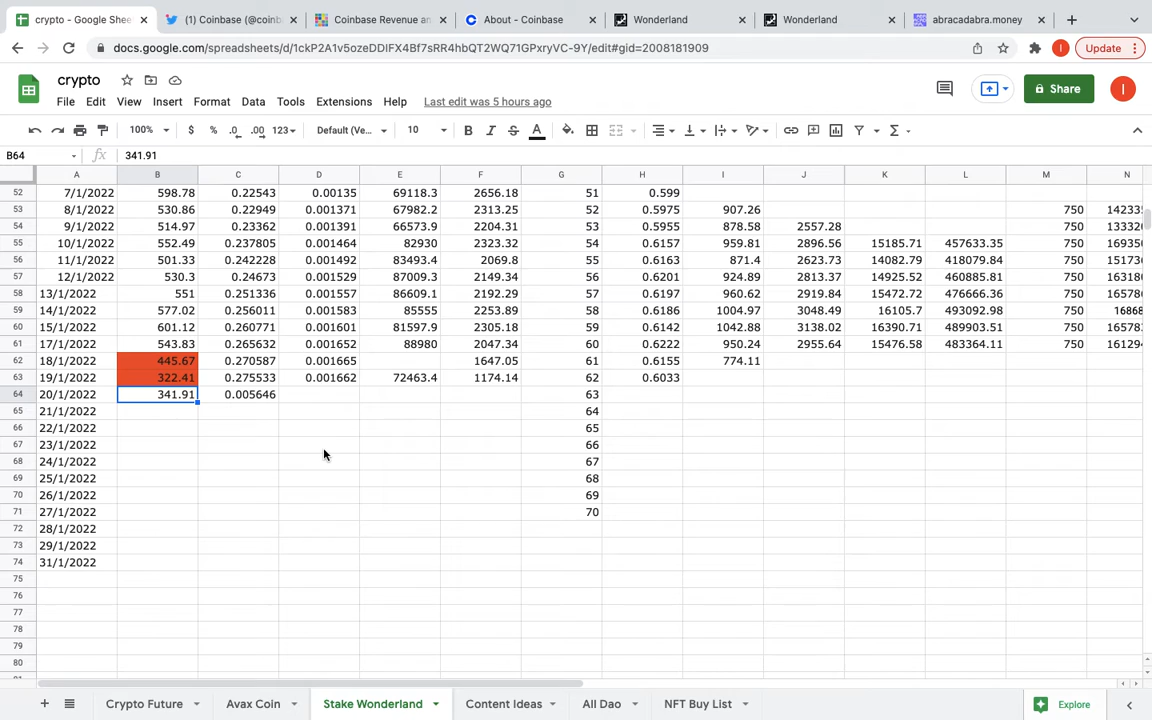 crypto - Google Shee
(1) Coinbase (@coinb
Coinbase Revenue an
About - Coinbase
Wonderland
Wonderland
abracadabra.money
docs.google.com/spreadsheets/d/1ckP2A1v5ozeDDIFX4Bf7sRR4hbQT2WQ71GPxryVC-9Y/edit#gid=2008181909
I
Update
crypto
File Edit View Insert Format Data Tools Extensions Help Last edit was 5 hours ago
Share
I
100% $ % .0 .00 123 Default (Ve... 10 B I S A
B64 fx 341.91
A B C D E F G H I J K L M N
52 7/1/2022 598.78 0.22543 0.00135 69118.3 2656.18 51 0.599
53 8/1/2022 530.86 0.22949 0.001371 67982.2 2313.25 52 0.5975 907.26 750 14233
54 9/1/2022 514.97 0.23362 0.001391 66573.9 2204.31 53 0.5955 878.58 2557.28 750 13332
55 10/1/2022 552.49 0.237805 0.001464 82930 2323.32 54 0.6157 959.81 2896.56 15185.71 457633.35 750 16935
56 11/1/2022 501.33 0.242228 0.001492 83493.4 2069.8 55 0.6163 871.4 2623.73 14082.79 418079.84 750 15173
57 12/1/2022 530.3 0.24673 0.001529 87009.3 2149.34 56 0.6201 924.89 2813.37 14925.52 460885.81 750 16318
58 13/1/2022 551 0.251336 0.001557 86609.1 2192.29 57 0.6197 960.62 2919.84 15472.72 476666.36 750 16578
59 14/1/2022 577.02 0.256011 0.001583 85555 2253.89 58 0.6186 1004.97 3048.49 16105.7 493092.98 750 16868
60 15/1/2022 601.12 0.260771 0.001601 81597.9 2305.18 59 0.6142 1042.88 3138.02 16390.71 489903.51 750 16578
61 17/1/2022 543.83 0.265632 0.001652 88980 2047.34 60 0.6222 950.24 2955.64 15476.58 483364.11 750 16129
62 18/1/2022 445.67 0.270587 0.001665 1647.05 61 0.6155 774.11
63 19/1/2022 322.41 0.275533 0.001662 72463.4 1174.14 62 0.6033
64 20/1/2022 341.91 0.005646 63
65 21/1/2022 64
66 22/1/2022 65
67 23/1/2022 66
68 24/1/2022 67
69 25/1/2022 68
70 26/1/2022 69
71 27/1/2022 70
72 28/1/2022
73 29/1/2022
74 31/1/2022
75
76
77
78
79
80
Crypto Future Avax Coin Stake Wonderland Content Ideas All Dao NFT Buy List Explore